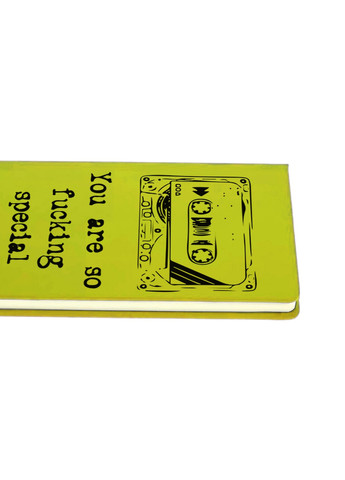 You are so
fucking
special